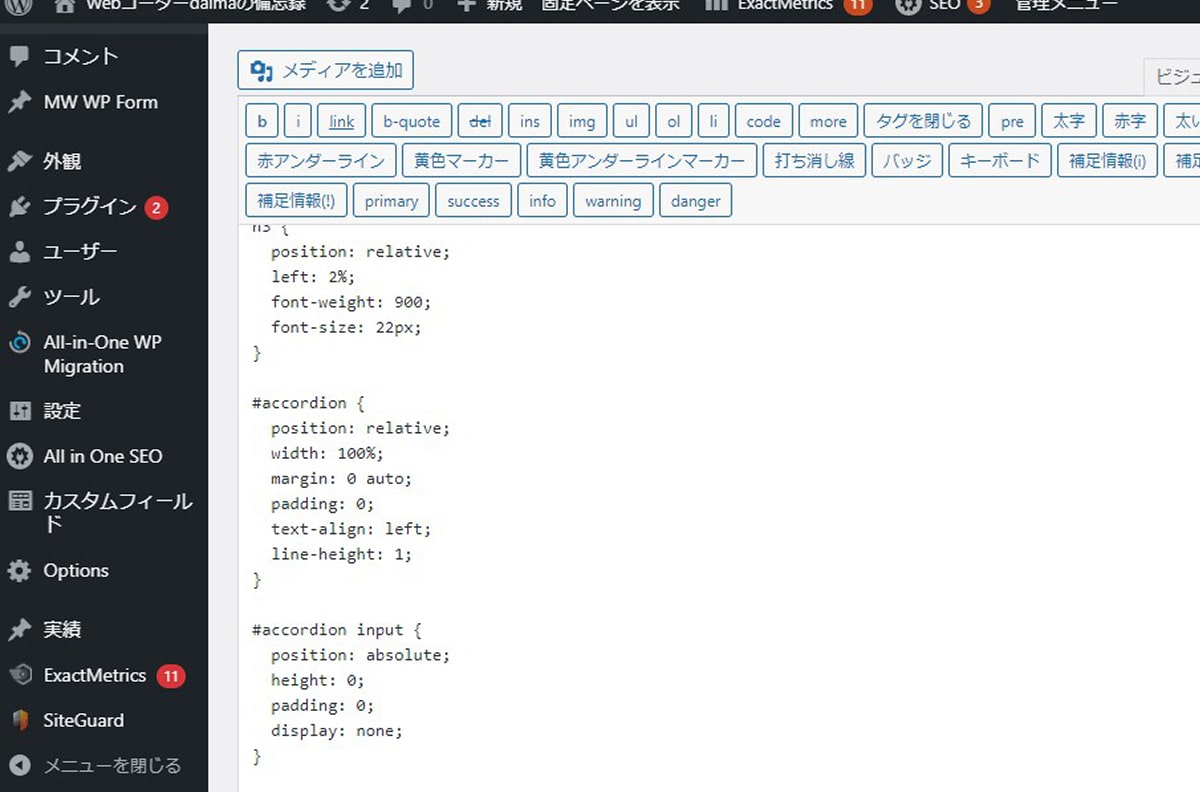 Webコーダーdaimaの備忘録 2 0 新規 固定ページを表示 ExactMetrics 11 SEO 3 管理メニュー
コメント
MW WP Form
外観
プラグイン 2
ユーザー
ツール
All-in-One WP
Migration
設定
All in One SEO
カスタムフィール
ド
Options
実績
ExactMetrics 11
SiteGuard
メニューを閉じる
メディアを追加
ビジュ
b i link b-quote del ins img ul ol li code more タグを閉じる pre 太字 赤字 太い
赤アンダーライン 黄色マーカー 黄色アンダーラインマーカー 打ち消し線 バッジ キーボード 補足情報(i) 補足
補足情報(!) primary success info warning danger
h3 {
position: relative;
left: 2%;
font-weight: 900;
font-size: 22px;
}
#accordion {
position: relative;
width: 100%;
margin: 0 auto;
padding: 0;
text-align: left;
line-height: 1;
}
#accordion input {
position: absolute;
height: 0;
padding: 0;
display: none;
}